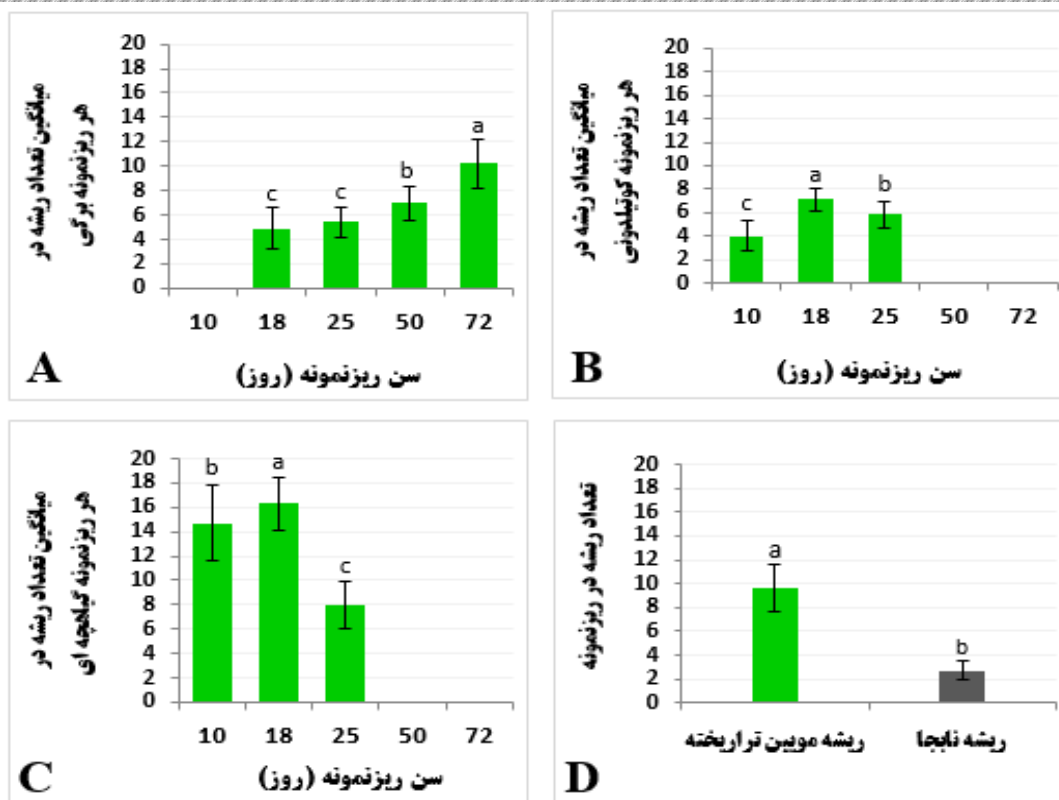 میانگین تعداد ریشه در
هر ریزنمونه برگی
20
18
16
14
12
10
8
6
4
2
0
c
c
b
a
10 18 25 50 72
سن ریزنمونه (روز)
A
میانگین تعداد ریشه در
هر ریزنمونه کوتیلدونی
20
18
16
14
12
10
8
6
4
2
0
c
a
b
10 18 25 50 72
سن ریزنمونه (روز)
B
میانگین تعداد ریشه در
هر ریزنمونه گیاهچه ای
20
18
16
14
12
10
8
6
4
2
0
b
a
c
10 18 25 50 72
سن ریزنمونه (روز)
C
تعداد ریشه در ریزنمونه
20
18
16
14
12
10
8
6
4
2
0
a
b
ریشه مویین تراریخته
ریشه نابجا
D